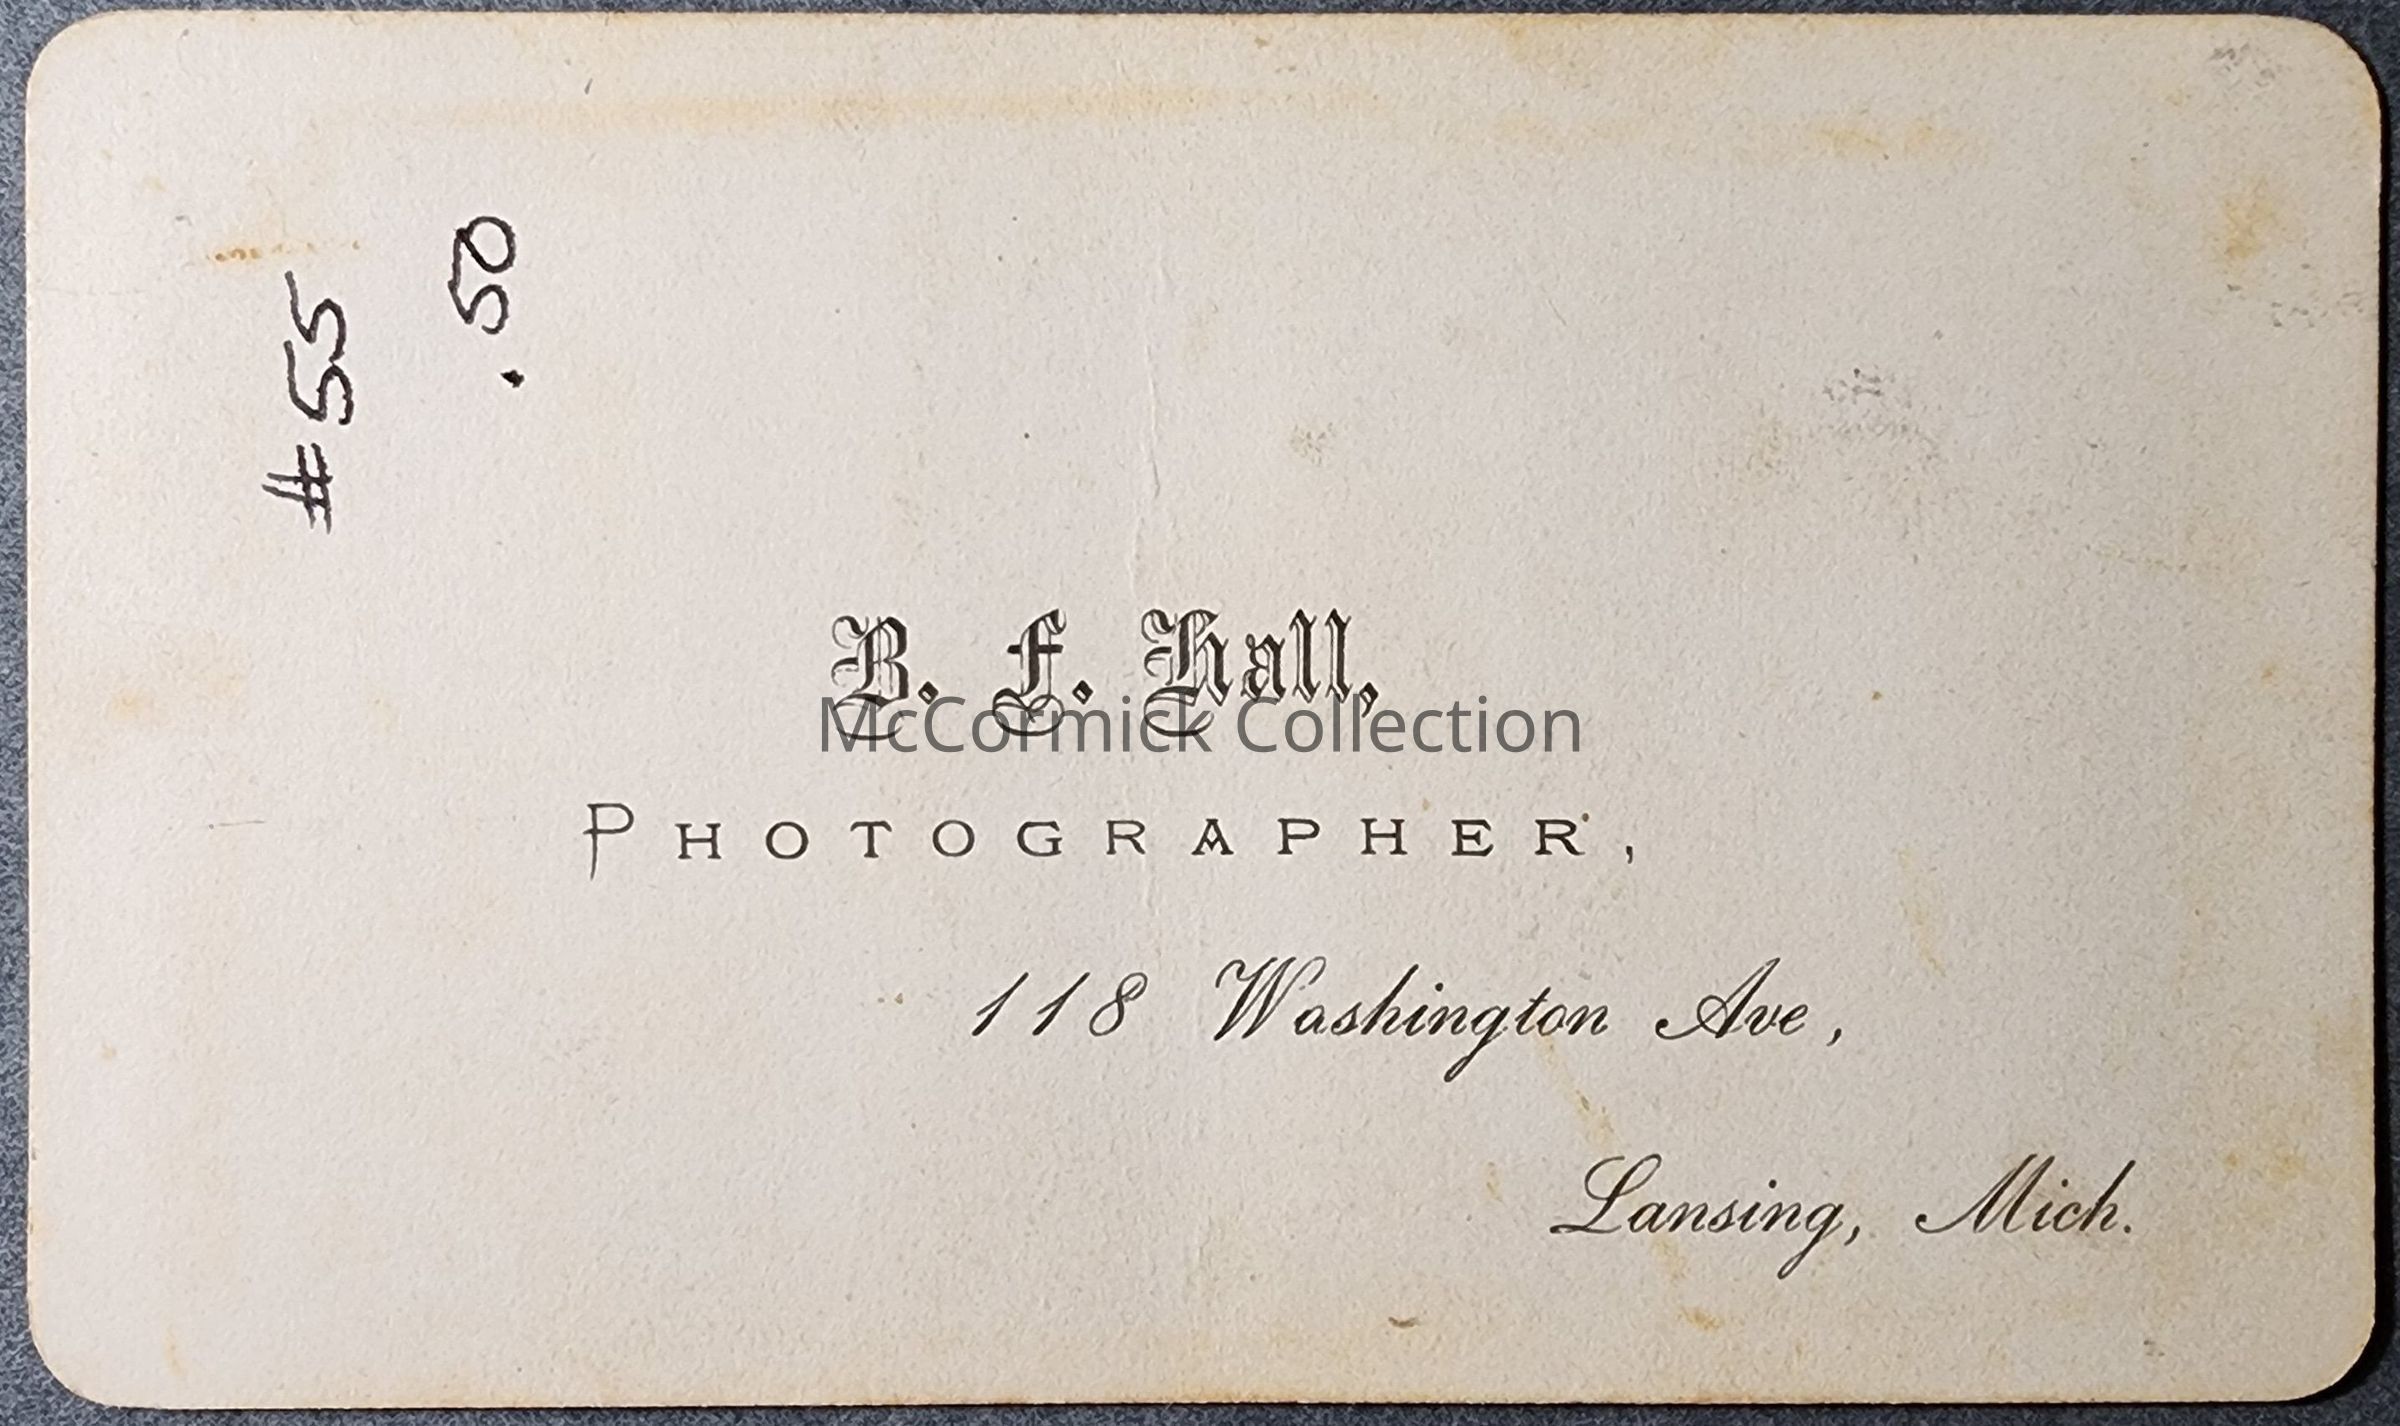 #55
.50
B. F. Hall,
McCormick Collection
PHOTOGRAPHER,
118 Washington Ave,
Lansing, Mich.